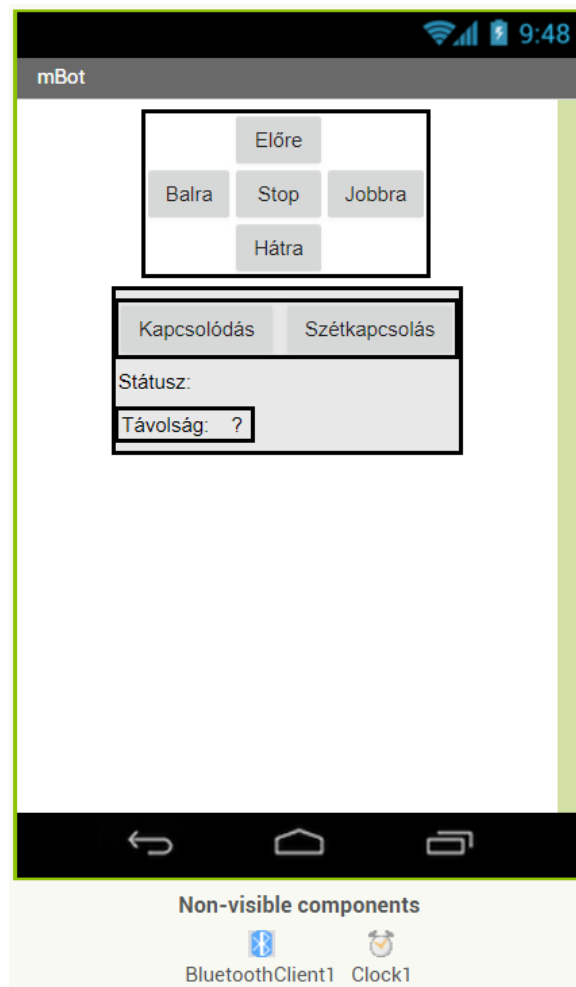 9:48
mBot
Előre
Balra Stop Jobbra
Hátra
Kapcsolódás Szétkapcsolás
Státusz:
Távolság: ?
Non-visible components
BluetoothClient1 Clock1